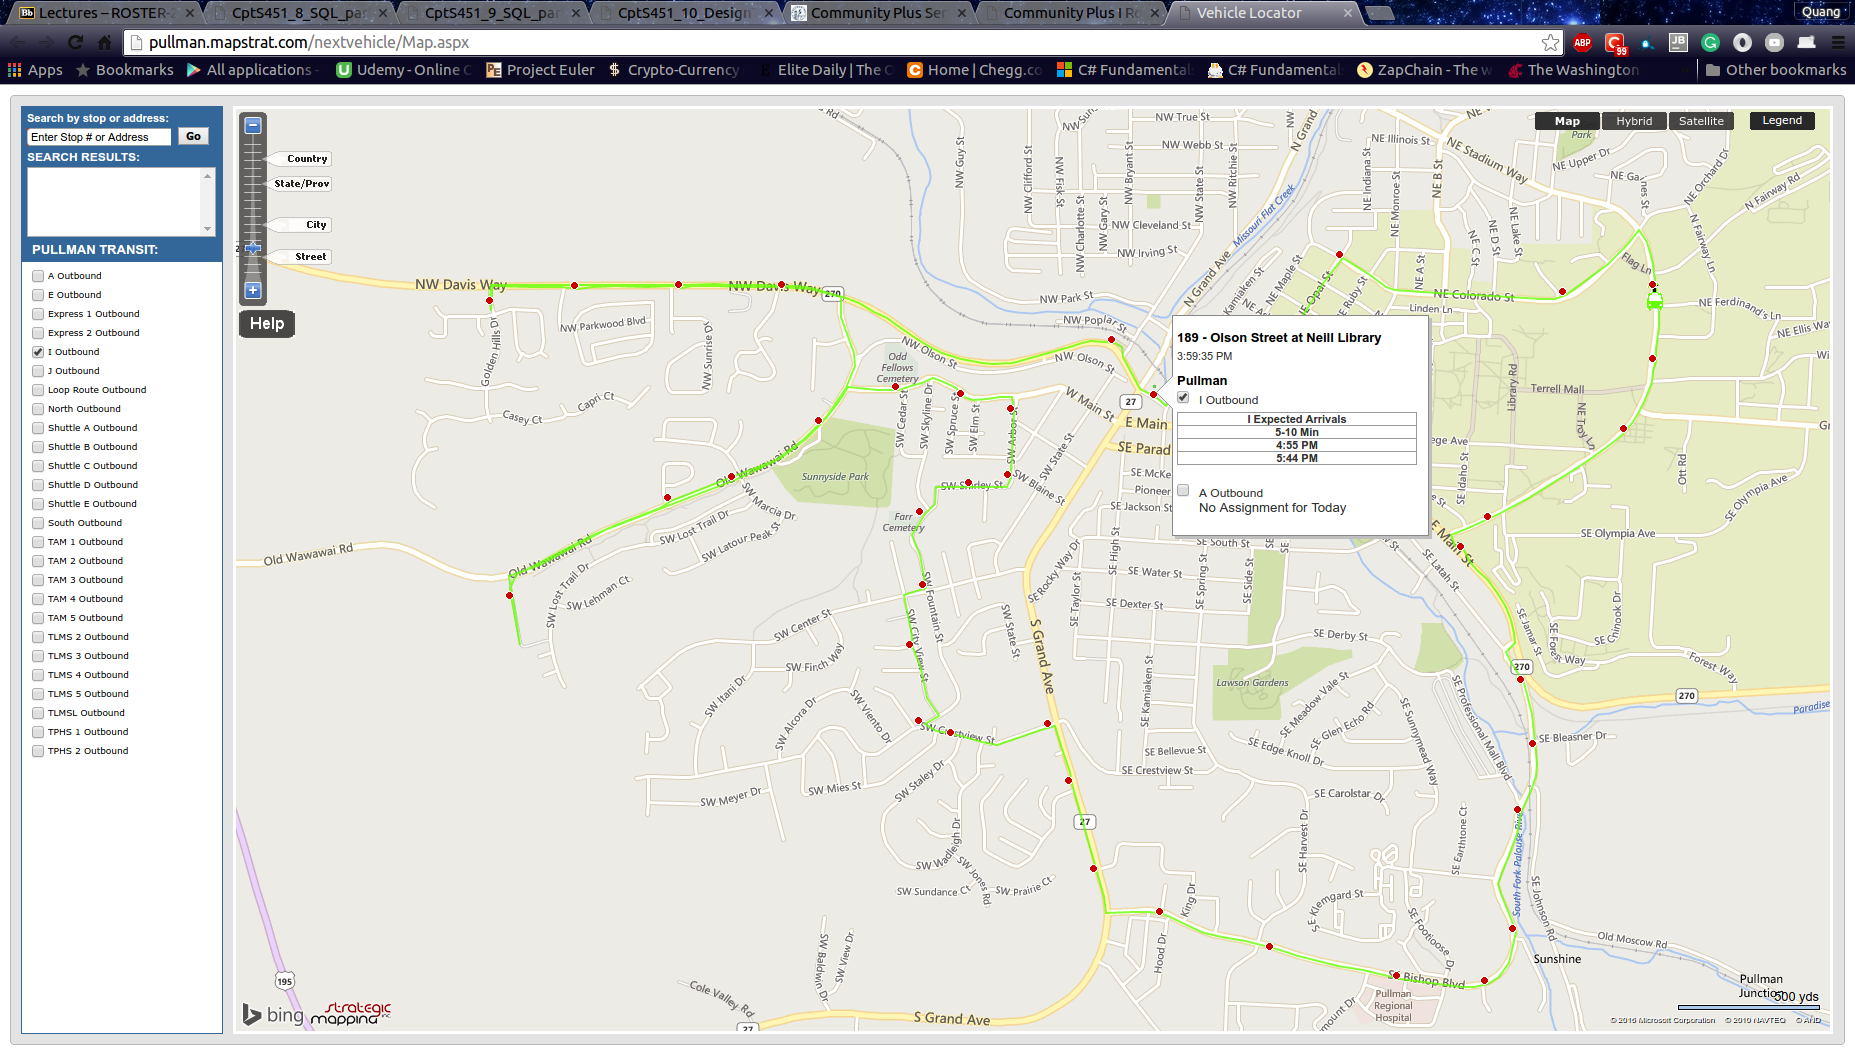 Lectures – ROSTER-2
CptS451_8_SQL_par
CptS451_9_SQL_par
CptS451_10_Design
Community Plus Ser
Community Plus I Ro
Vehicle Locator
Quang
pullman.mapstrat.com/nextvehicle/Map.aspx
Apps
Bookmarks
All applications
Udemy - Online C
Project Euler
Crypto-Currency
Elite Daily | The C
Home | Chegg.co
C# Fundamental
C# Fundamental
ZapChain - The w
The Washington
Other bookmarks
Search by stop or address:
Enter Stop # or Address
Go
SEARCH RESULTS:
PULLMAN TRANSIT:
A Outbound
E Outbound
Express 1 Outbound
Express 2 Outbound
I Outbound
J Outbound
Loop Route Outbound
North Outbound
Shuttle A Outbound
Shuttle B Outbound
Shuttle C Outbound
Shuttle D Outbound
Shuttle E Outbound
South Outbound
TAM 1 Outbound
TAM 2 Outbound
TAM 3 Outbound
TAM 4 Outbound
TAM 5 Outbound
TLMS 2 Outbound
TLMS 3 Outbound
TLMS 4 Outbound
TLMS 5 Outbound
TLMSL Outbound
TPHS 1 Outbound
TPHS 2 Outbound
Country
State/Prov
City
Street
Help
Map
Hybrid
Satellite
Legend
189 - Olson Street at Neill Library
3:59:35 PM
Pullman
I Outbound
I Expected Arrivals
5-10 Min
4:55 PM
5:44 PM
A Outbound
No Assignment for Today
NW Davis Way
NW Davis Way
270
NW Parkwood Blvd
NW Sunrise Dr
Golden Hills Dr
Casey Ct
Capri Ct
NW Guy St
NW Clifford St
NW Fisk St
NW Charlotte St
NW Gary St
NW Bryant St
NW State St
NW Ritchie St
NW True St
NW Webb St
NW Cleveland St
NW Irving St
NW Park St
NW Poplar St
NW Olson St
NW Olson St
N Grand Ave
Missouri Flat Creek
Odd
Fellows
Cemetery
W Main St
27
E Main
SE Parad
SW Cedar St
SW Skyline Dr
SW Spruce St
SW Elm St
SW Arbor St
SW State St
SW Blaine St
SW Shirley St
Sunnyside Park
Farr
Cemetery
Old Wawawai Rd
Old Wawawai Rd
Old Wawawai Rd
SW Marcia Dr
SW Lost Trail Dr
SW Latour Peak St
SW Lost Trail Dr
SW Lehman Ct
SW Center St
SW Finch Way
SW Itani Dr
SW Alcora Dr
SW Viento Dr
SW Fountain St
SW City View St
SW State St
SW Crestview St
SW Mies St
SW Meyer Dr
SW Staley Dr
SW Wadleigh Dr
SW Jones Rd
SW Prairie Ct
SW Sundance Ct
SW Baldwin Dr
SW View Dr
Cole Valley Rd
S Grand Ave
S Grand Ave
27
27
195
SE McKe
Pioneer
SE Jackson St
SE South St
SE Water St
SE Dexter St
SE Derby St
SE Rocky Way Dr
SE Taylor St
SE High St
SE Spring St
SE Side St
SE Kamiaken St
SE Bellevue St
SE Crestview St
SE Edge Knoll Dr
SE Glen Echo Rd
SE Meadow Vale St
Lawson Gardens
SE Carolstar Dr
SE Harvest Dr
SE Sunnymead Way
SE Professional Mall Blvd
SE Earthtone Ct
SE Klemgard St
SE Footloose Dr
King Dr
Hood Dr
SE Bishop Blvd
Pullman
Regional
Hospital
South Fork Palouse River
SE Johnson Rd
Old Moscow Rd
Sunshine
Pullman
Junction
500 yds
SE Bleasner Dr
270
270
Paradise
Forest Way
SE Forest Way
SE Jamar St
SE Latah St
E Main St
SE Chinook Dr
SE Olympia Ave
SE Olympia Ave
SE Idaho St
ege Ave
Library Rd
Terrell Mall
NE Troy Ln
Ott Rd
Linden Ln
NE Colorado St
NE Opal St
NE Maple St
Kamiaken St
Ruby St
NE A St
NE B St
NE C St
NE D St
NE Lake St
NE Indiana St
NE Monroe St
NE Illinois St
NE Stadium Way
NE Upper Dr
Park
NE Orchard Dr
N Fairway Rd
N Fairway Ln
Flag Ln
NE Ferdinand's Ln
NE Ellis Way
bing
strategic
mapping
© 2016 Microsoft Corporation © 2010 NAVTEQ © AND